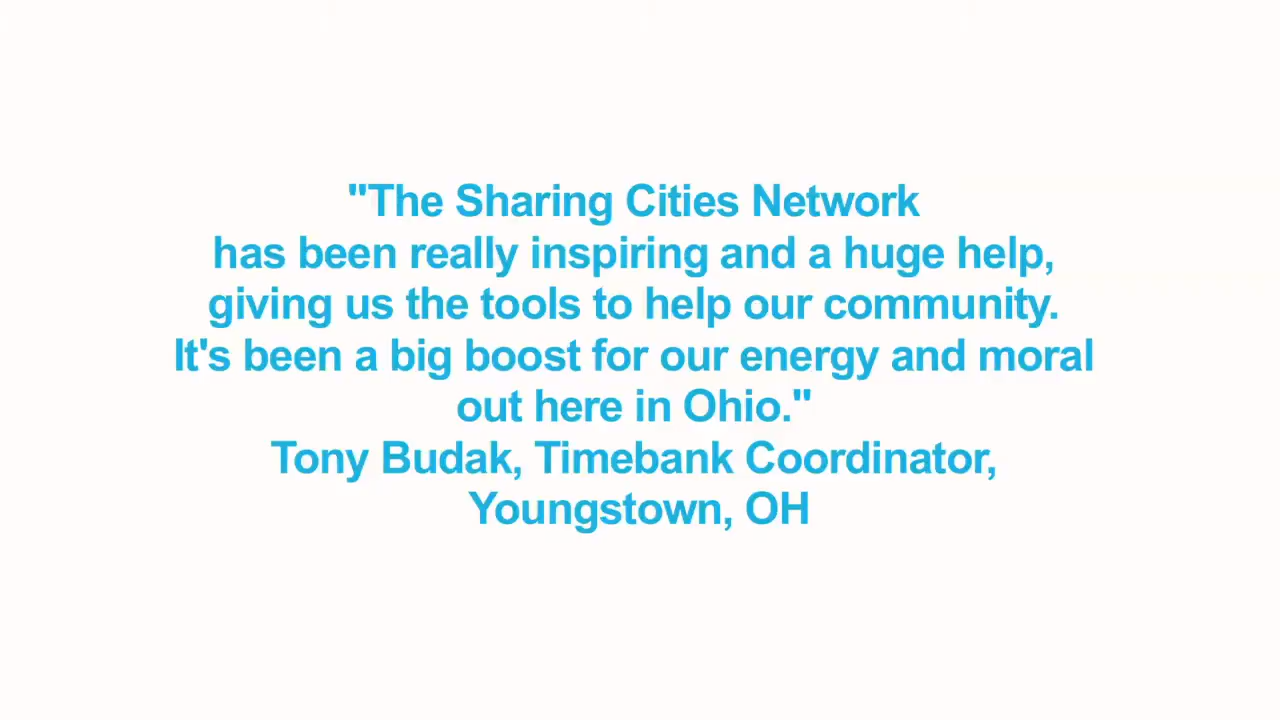 "The Sharing Cities Network
has been really inspiring and a huge help,
giving us the tools to help our community.
It's been a big boost for our energy and moral
out here in Ohio."
Tony Budak, Timebank Coordinator,
Youngstown, OH